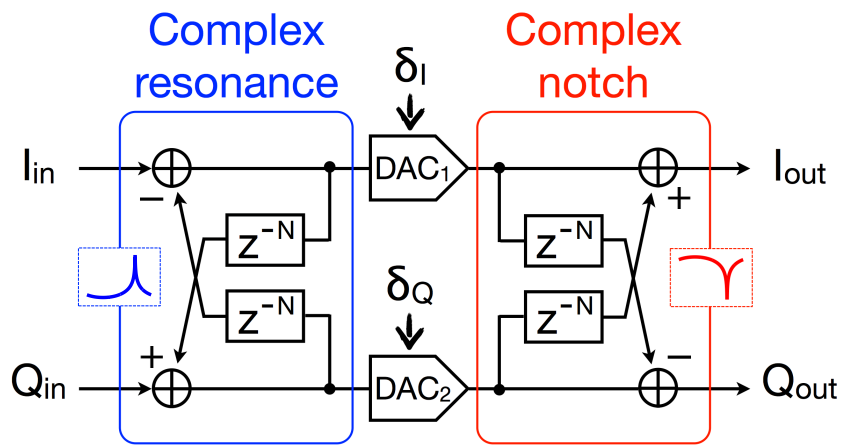 Complex
resonance
Complex
notch
δI
Iin
DAC1
Iout
−
+
z-N
z-N
z-N
z-N
δQ
+
−
Qin
DAC2
Qout